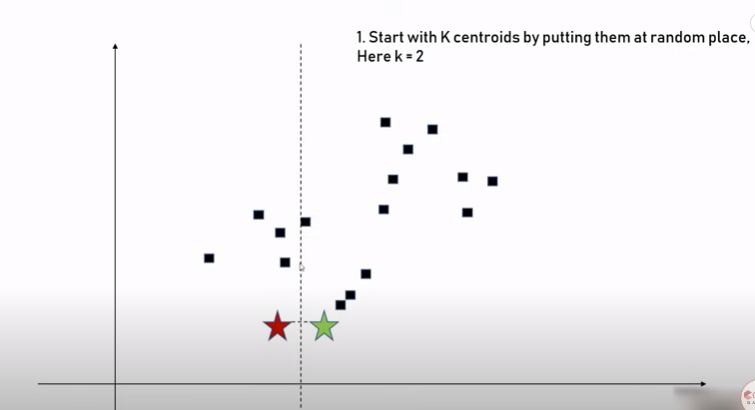 1. Start with K centroids by putting them at random place,
Here k = 2